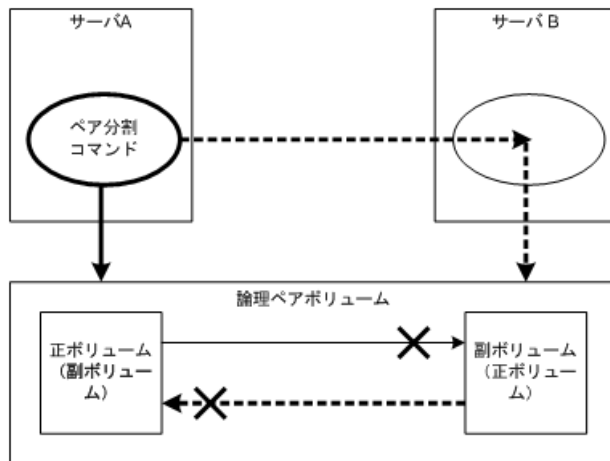 サーバA
サーバB
ペア分割
コマンド
論理ペアボリューム
正ボリューム
(副ボリュー
ム)
副ボリューム
(正ボリュー
ム)